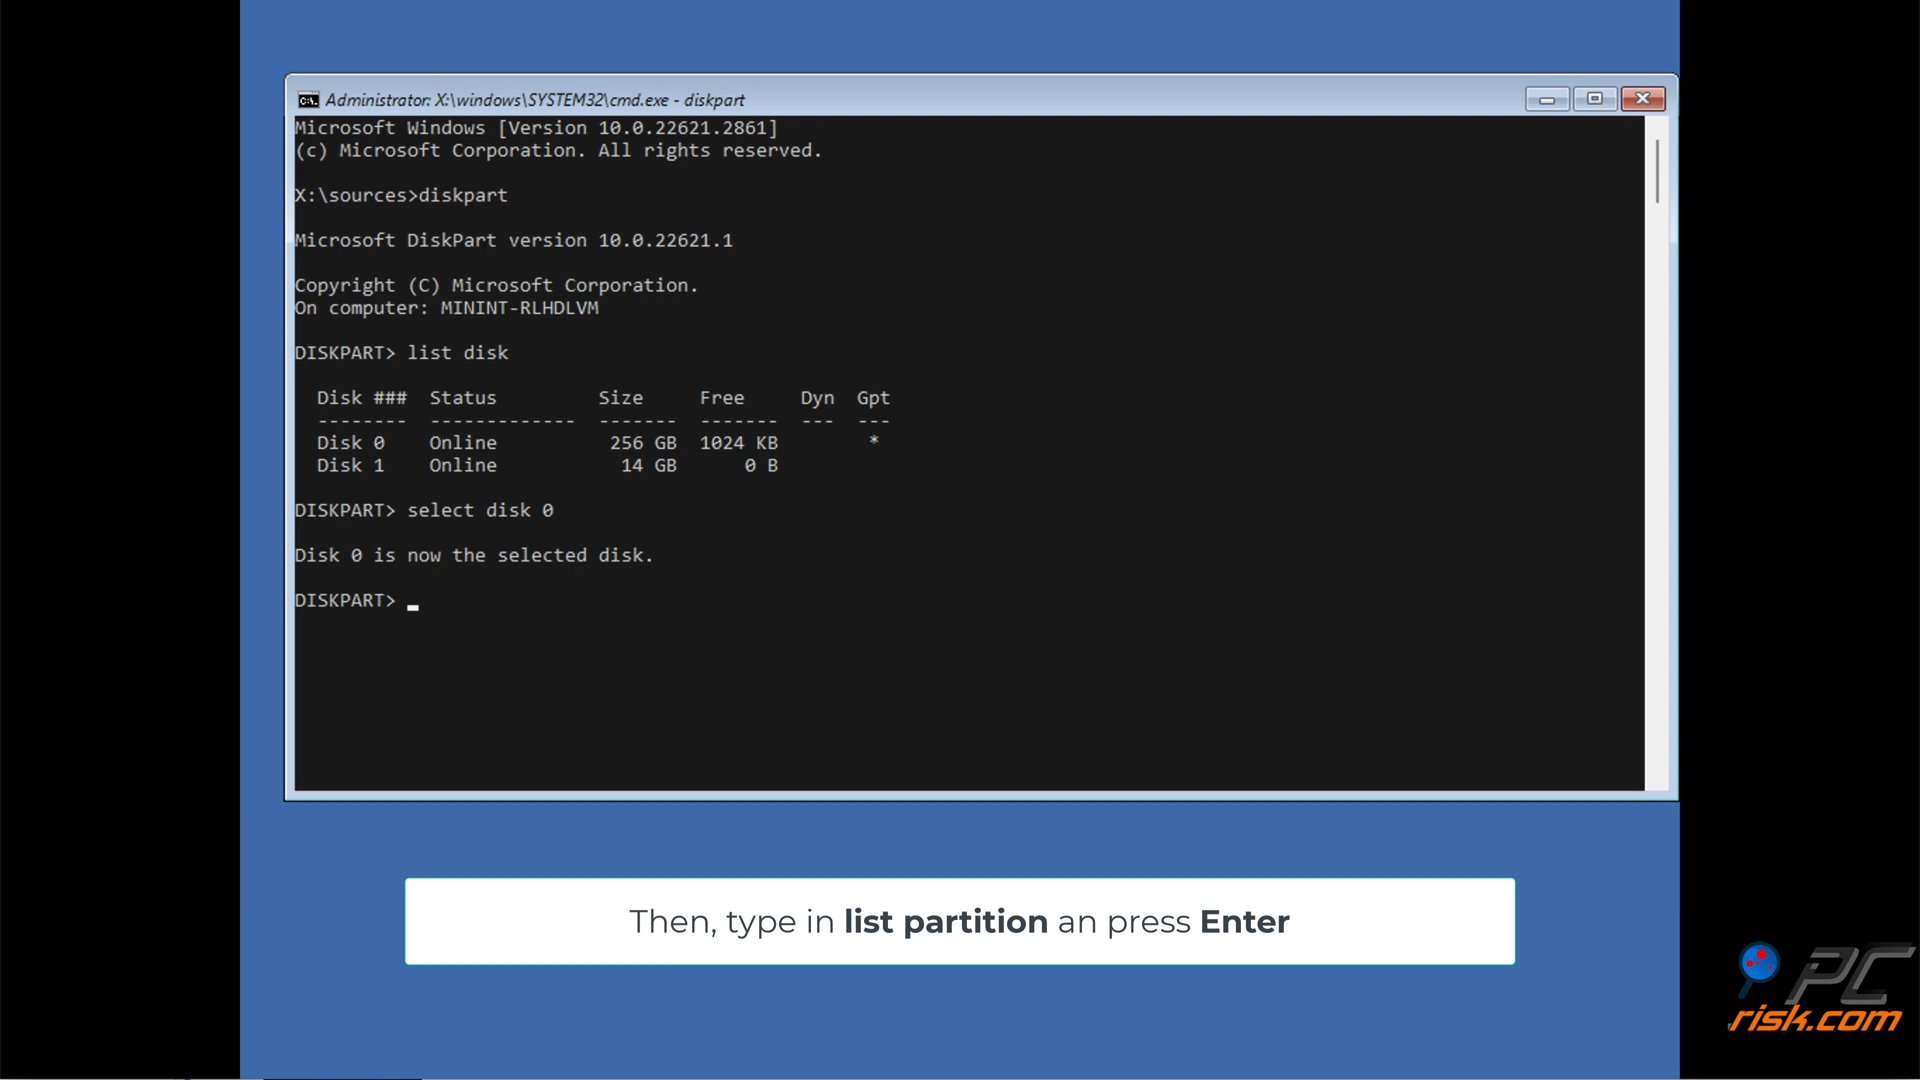 Administrator: X:\windows\SYSTEM32\cmd.exe - diskpart
Microsoft Windows [Version 10.0.22621.2861]
(c) Microsoft Corporation. All rights reserved.
X:\sources>diskpart
Microsoft DiskPart version 10.0.22621.1
Copyright (C) Microsoft Corporation.
On computer: MININT-RLHDLVM
DISKPART> list disk
Disk ### Status Size Free Dyn Gpt
-------- ------------- ------- ------- --- ---
Disk 0 Online 256 GB 1024 KB *
Disk 1 Online 14 GB 0 B
DISKPART> select disk 0
Disk 0 is now the selected disk.
DISKPART> _
Then, type in list partition an press Enter
PC
risk.com